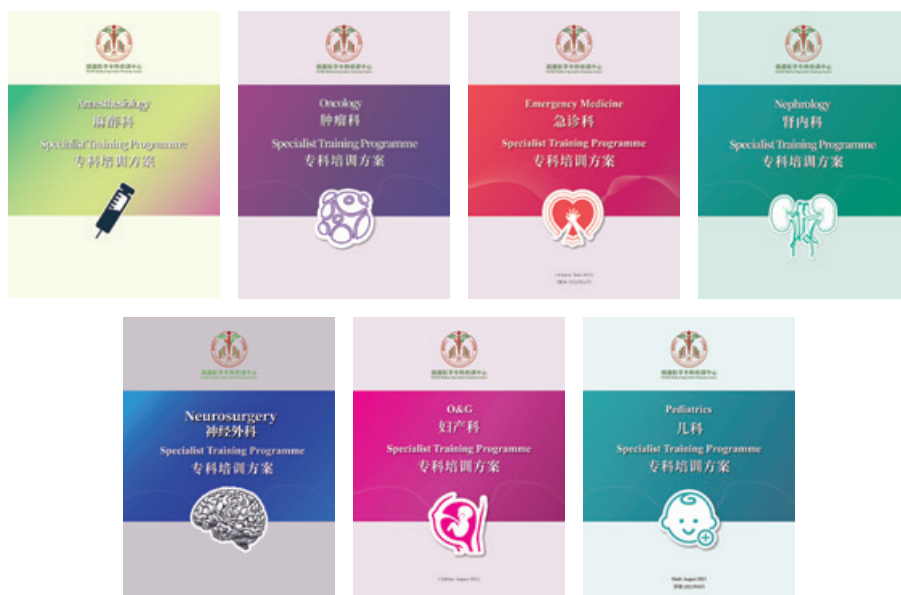 Anaesthesiology
麻醉科
Specialist Training Programme
专科培训方案
Oncology
肿瘤科
Specialist Training Programme
专科培训方案
Emergency Medicine
急诊科
Specialist Training Programme
专科培训方案
Nephrology
肾内科
Specialist Training Programme
专科培训方案
Neurosurgery
神经外科
Specialist Training Programme
专科培训方案
O&G
妇产科
Specialist Training Programme
专科培训方案
Pediatrics
儿科
Specialist Training Programme
专科培训方案